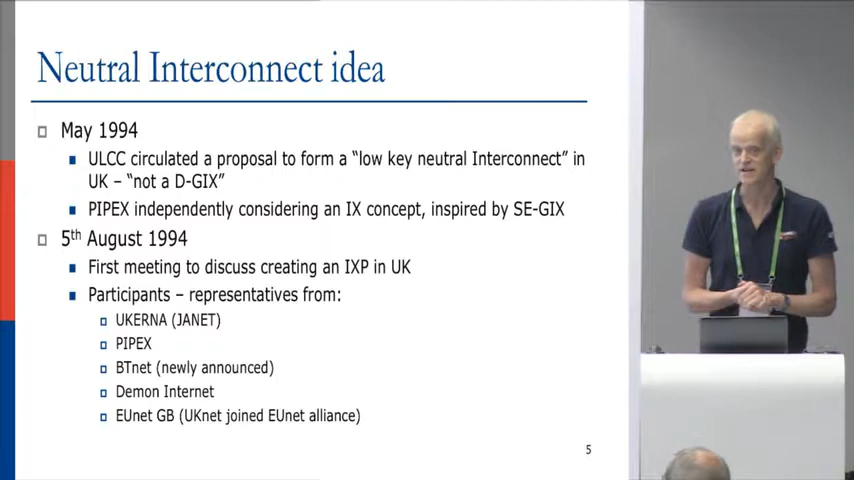 Neutral Interconnect idea
May 1994
ULCC circulated a proposal to form a “low key neutral Interconnect” in
UK – “not a D-GIX”
PIPEX independently considering an IX concept, inspired by SE-GIX
5th August 1994
First meeting to discuss creating an IXP in UK
Participants – representatives from:
UKERNA (JANET)
PIPEX
BTnet (newly announced)
Demon Internet
EUnet GB (UKnet joined EUnet alliance)
5